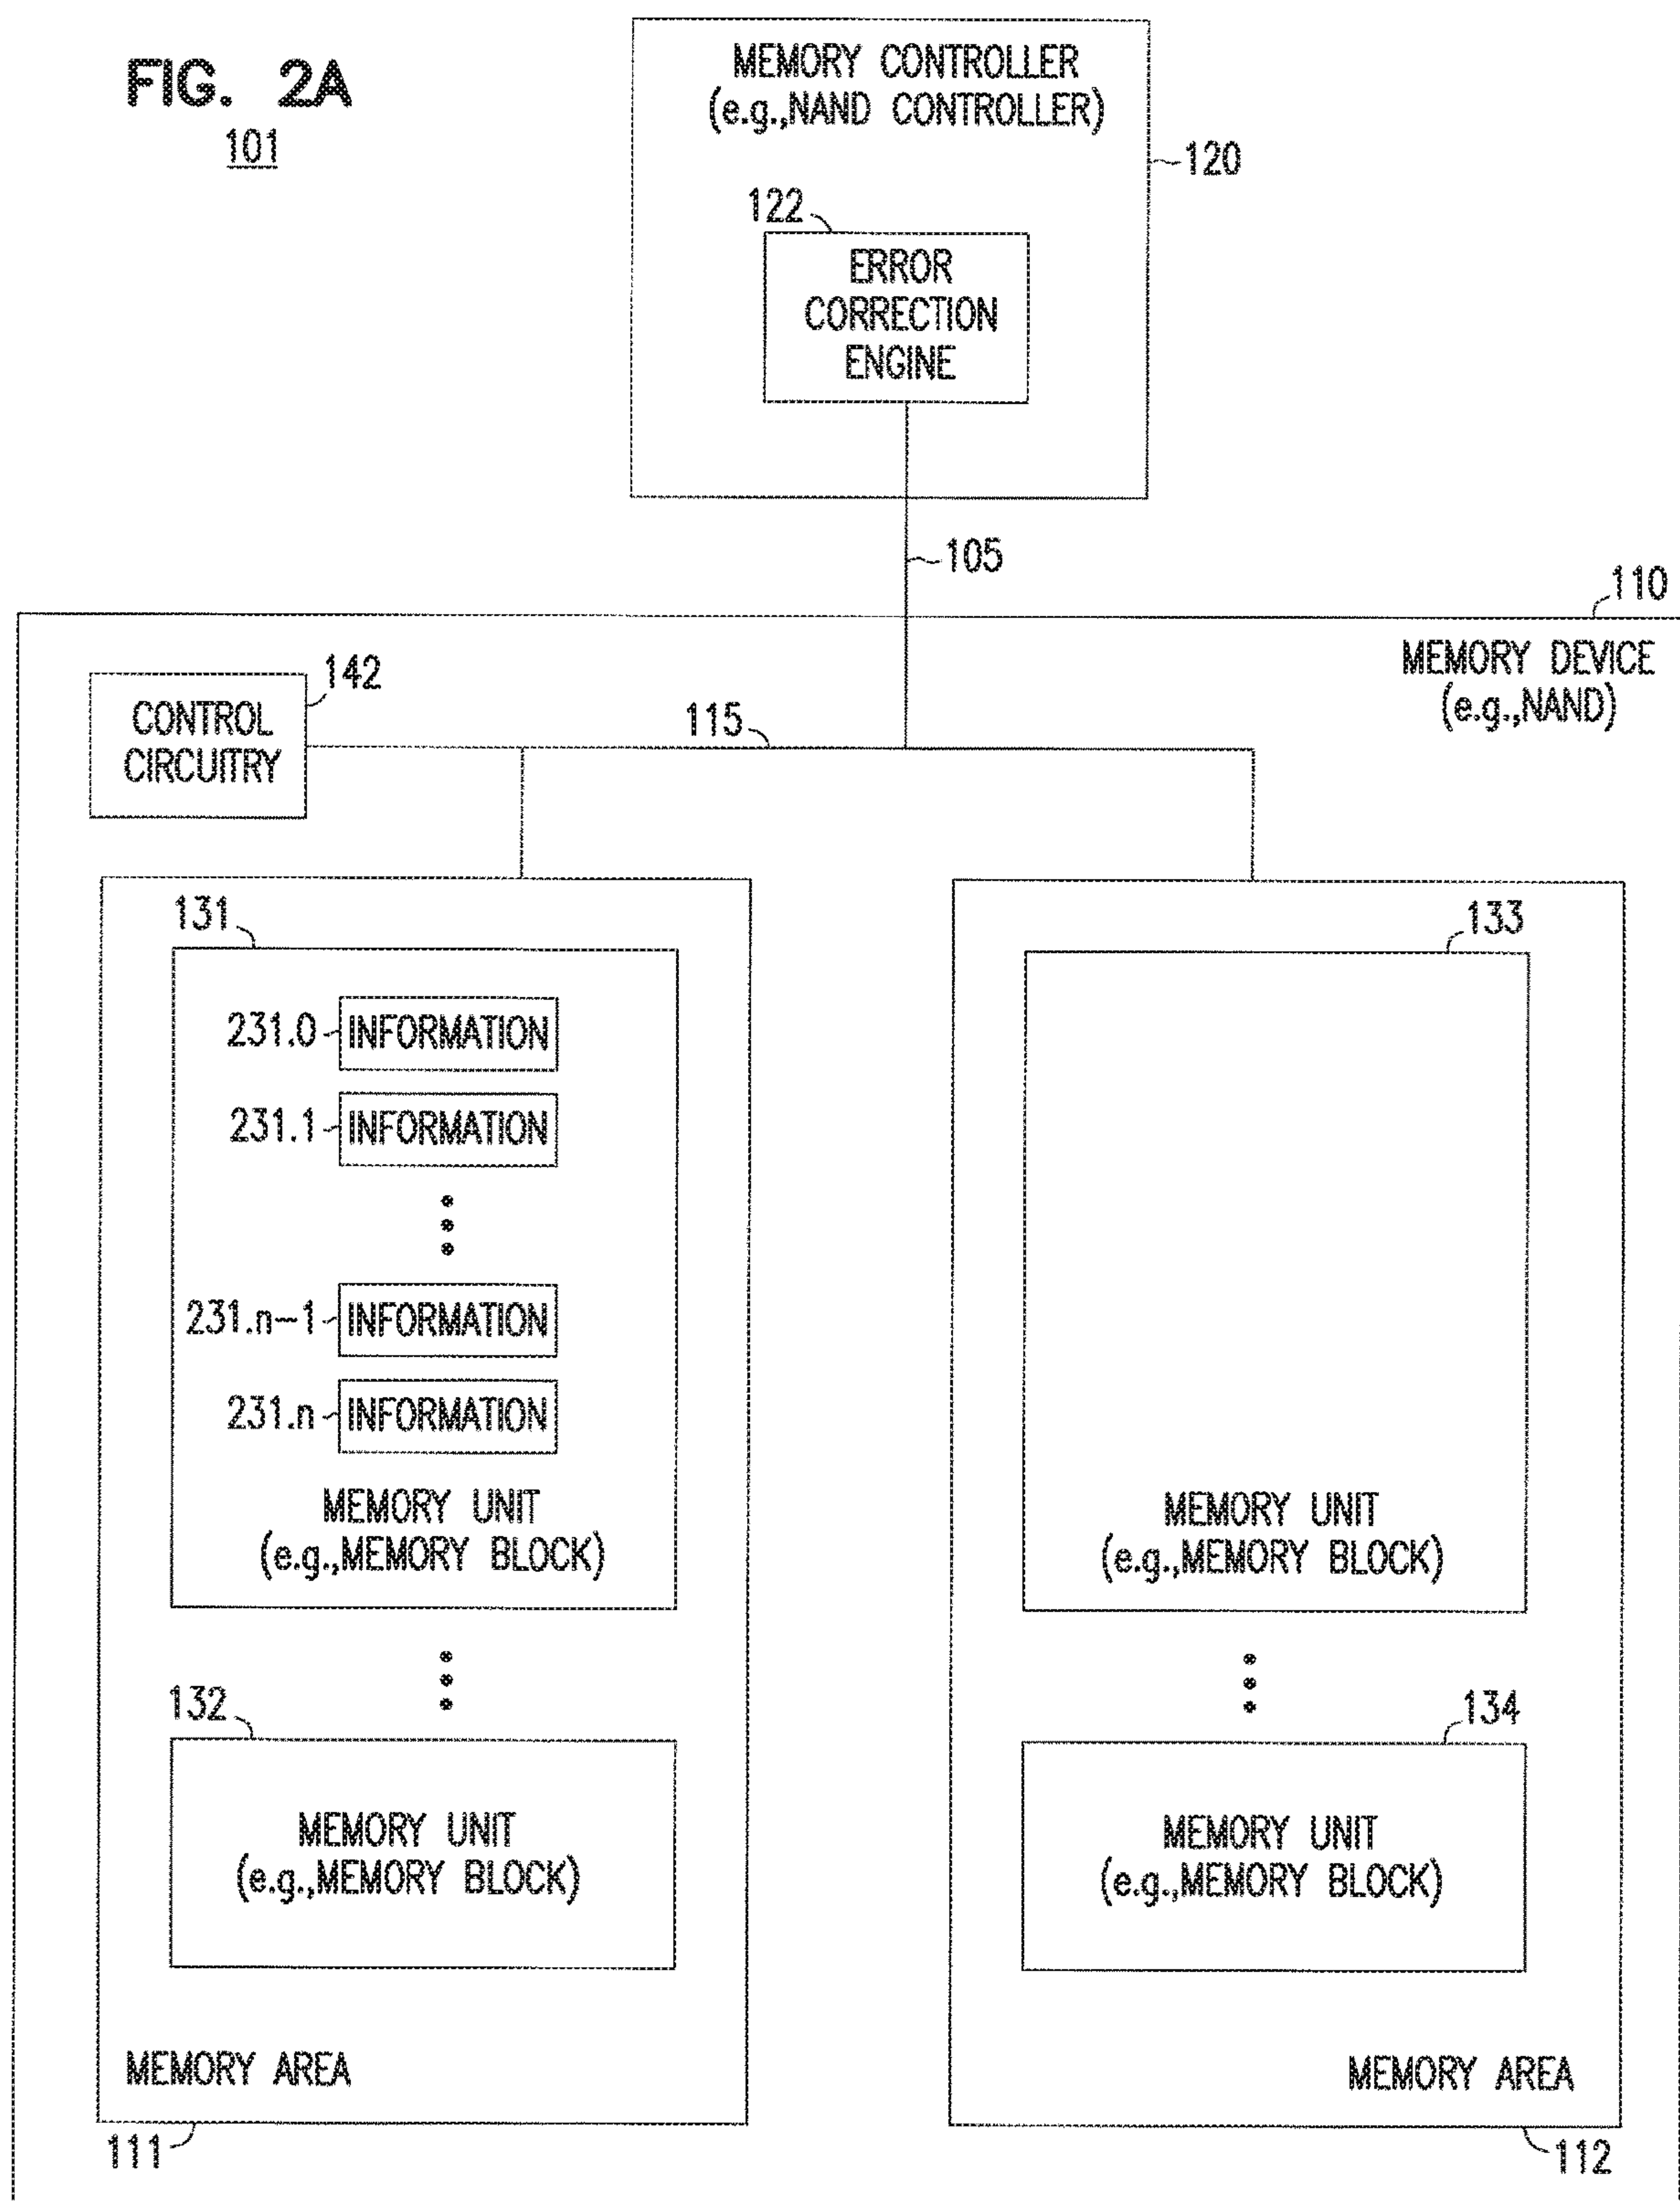 FIG. 2A
101
MEMORY CONTROLLER
(e.g.,NAND CONTROLLER)
120
122
ERROR
CORRECTION
ENGINE
105
110
MEMORY DEVICE
(e.g.,NAND)
142
CONTROL
CIRCUITRY
115
131
231.0 INFORMATION
231.1 INFORMATION
231.n-1 INFORMATION
231.n INFORMATION
MEMORY UNIT
(e.g.,MEMORY BLOCK)
132
MEMORY UNIT
(e.g.,MEMORY BLOCK)
MEMORY AREA
111
133
MEMORY UNIT
(e.g.,MEMORY BLOCK)
134
MEMORY UNIT
(e.g.,MEMORY BLOCK)
MEMORY AREA
112